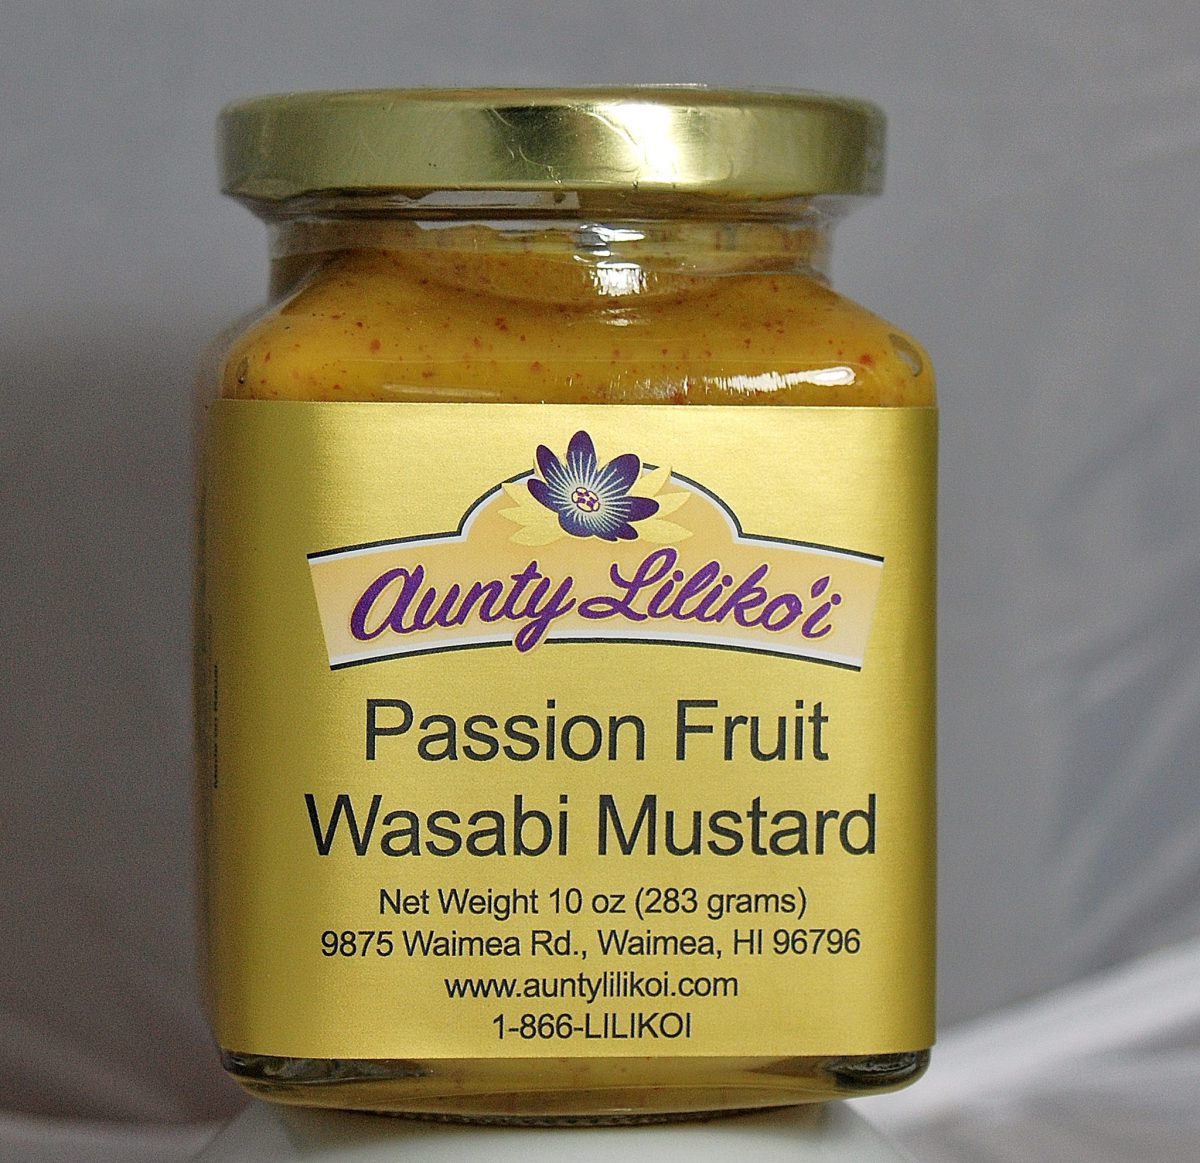 Aunty Liliko'i
Passion Fruit
Wasabi Mustard
Net Weight 10 oz (283 grams)
9875 Waimea Rd., Waimea, HI 96796
www.auntylilikoi.com
1-866-LILIKOI